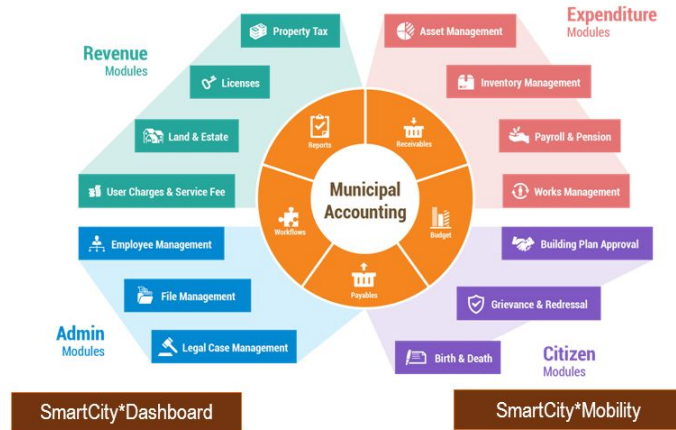 Revenue
Modules
Property Tax
Licenses
Land & Estate
User Charges & Service Fee
Expenditure
Modules
Asset Management
Inventory Management
Payroll & Pension
Works Management
Reports
Receivables
Municipal
Accounting
Workflows
Budget
Payables
Employee Management
File Management
Legal Case Management
Admin
Modules
Building Plan Approval
Grievance & Redressal
Birth & Death
Citizen
Modules
SmartCity*Dashboard
SmartCity*Mobility